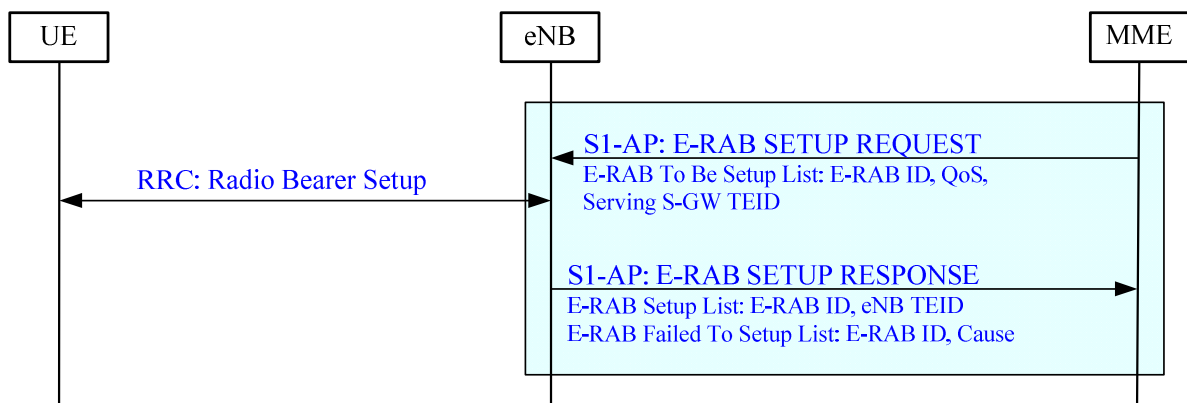 UE
eNB
MME
S1-AP: E-RAB SETUP REQUEST
E-RAB To Be Setup List: E-RAB ID, QoS,
Serving S-GW TEID
RRC: Radio Bearer Setup
S1-AP: E-RAB SETUP RESPONSE
E-RAB Setup List: E-RAB ID, eNB TEID
E-RAB Failed To Setup List: E-RAB ID, Cause